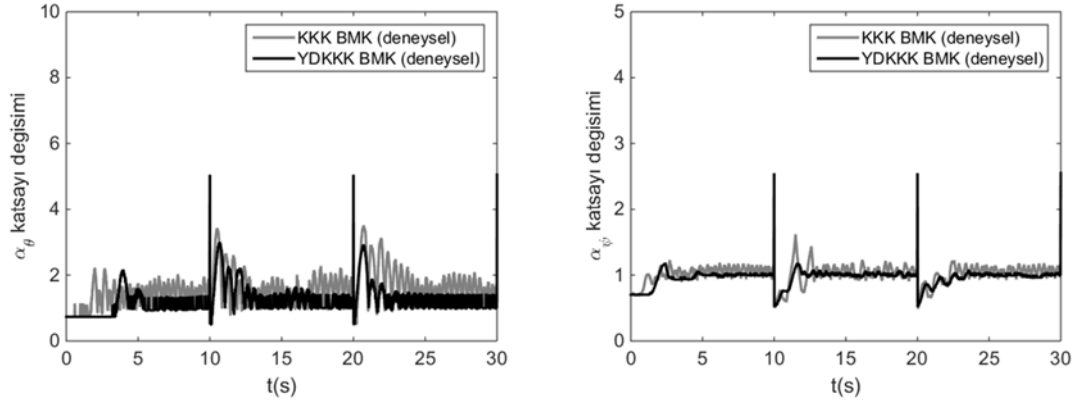 10
8
6
4
2
0
α_θ katsayı degisimi
KKK BMK (deneysel)
YDKKK BMK (deneysel)
0 5 10 15 20 25 30
t(s)
5
4
3
2
1
0
α_ψ katsayı degisimi
KKK BMK (deneysel)
YDKKK BMK (deneysel)
0 5 10 15 20 25 30
t(s)